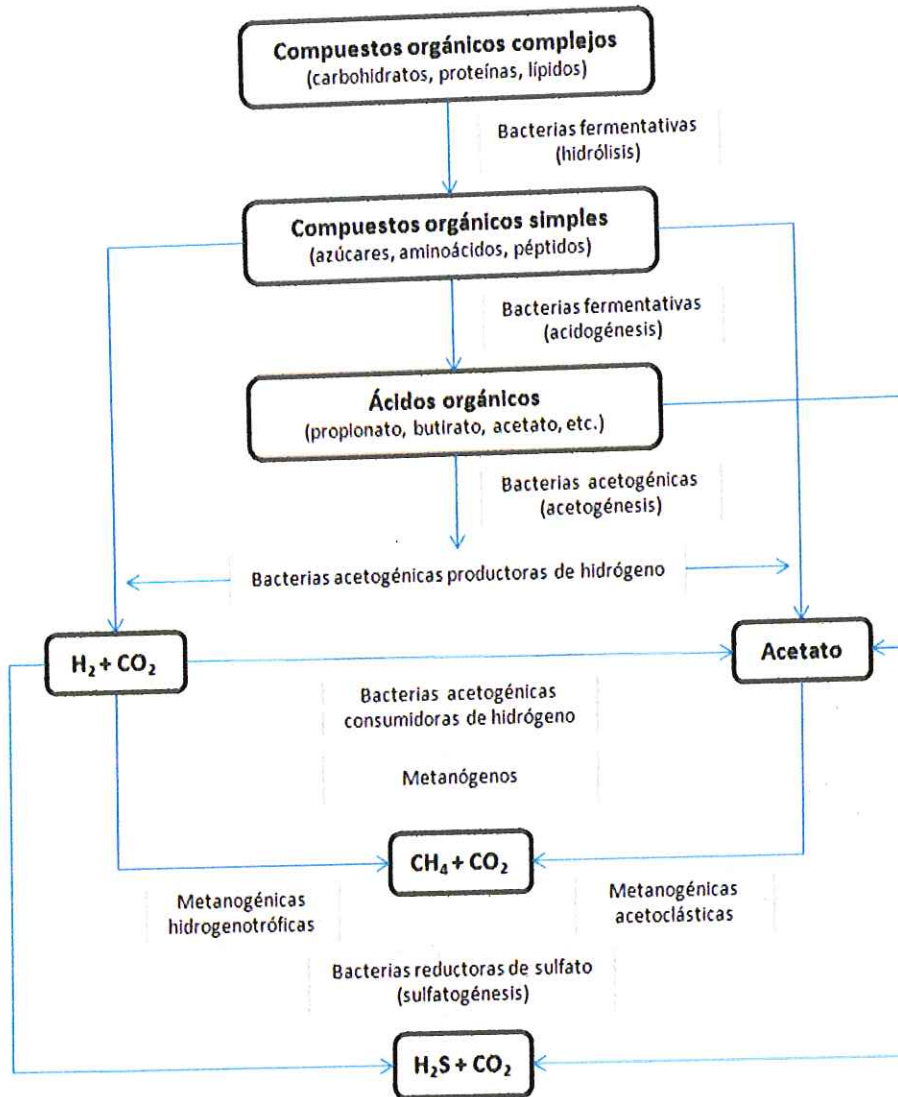 Compuestos orgánicos complejos
(carbohidratos, proteínas, lípidos)
Bacterias fermentativas
(hidrólisis)
Compuestos orgánicos simples
(azúcares, aminoácidos, péptidos)
Bacterias fermentativas
(acidogénesis)
Ácidos orgánicos
(propionato, butirato, acetato, etc.)
Bacterias acetogénicas
(acetogénesis)
Bacterias acetogénicas productoras de hidrógeno
H₂ + CO₂
Acetato
Bacterias acetogénicas
consumidoras de hidrógeno
Metanógenos
CH₄ + CO₂
Metanogénicas
hidrogenotróficas
Metanogénicas
acetoclásticas
Bacterias reductoras de sulfato
(sulfatogénesis)
H₂S + CO₂